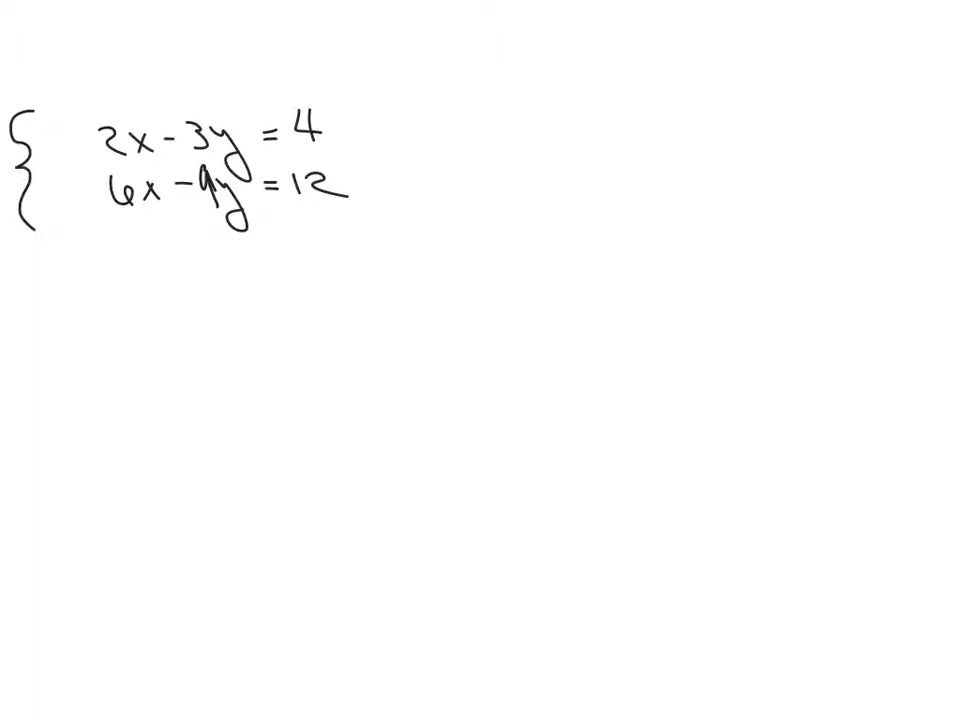 { 2x - 3y = 4
6x - 9y = 12